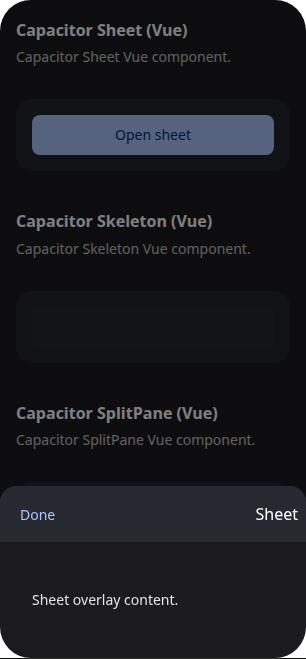 Capacitor Sheet (Vue)
Capacitor Sheet Vue component.
Open sheet
Capacitor Skeleton (Vue)
Capacitor Skeleton Vue component.
Capacitor SplitPane (Vue)
Capacitor SplitPane Vue component.
Done Sheet
Sheet overlay content.